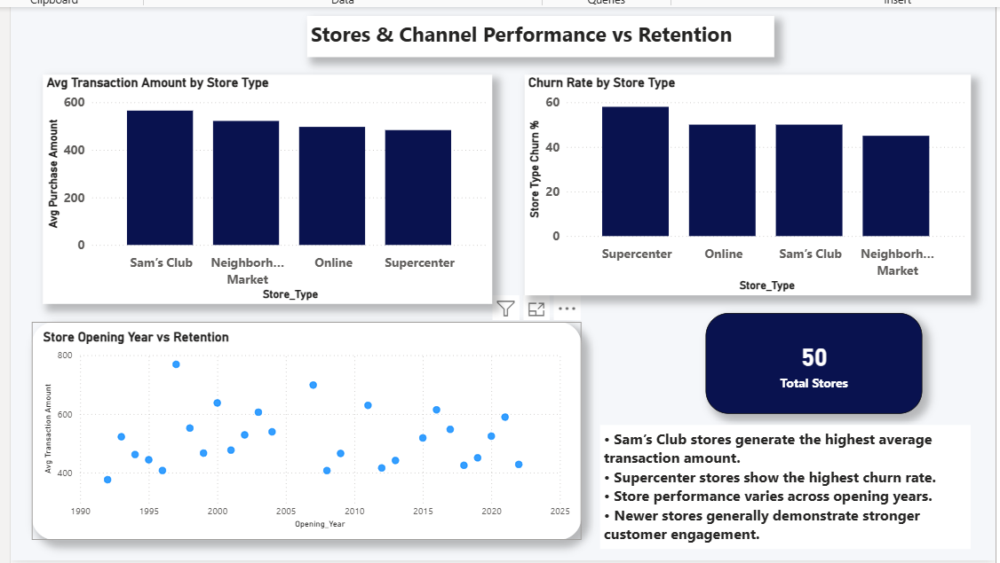 Clipboard
Data
Queries
Insert
Stores & Channel Performance vs Retention
Avg Transaction Amount by Store Type
Avg Purchase Amount
600
400
200
0
Sam's Club
Neighborh...
Market
Online
Supercenter
Store_Type
Churn Rate by Store Type
Store Type Churn %
60
40
20
0
Supercenter
Online
Sam's Club
Neighborh...
Market
Store_Type
Store Opening Year vs Retention
Avg Transaction Amount
800
600
400
1990
1995
2000
2005
2010
2015
2020
2025
Opening_Year
50
Total Stores
• Sam's Club stores generate the highest average
transaction amount.
• Supercenter stores show the highest churn rate.
• Store performance varies across opening years.
• Newer stores generally demonstrate stronger
customer engagement.